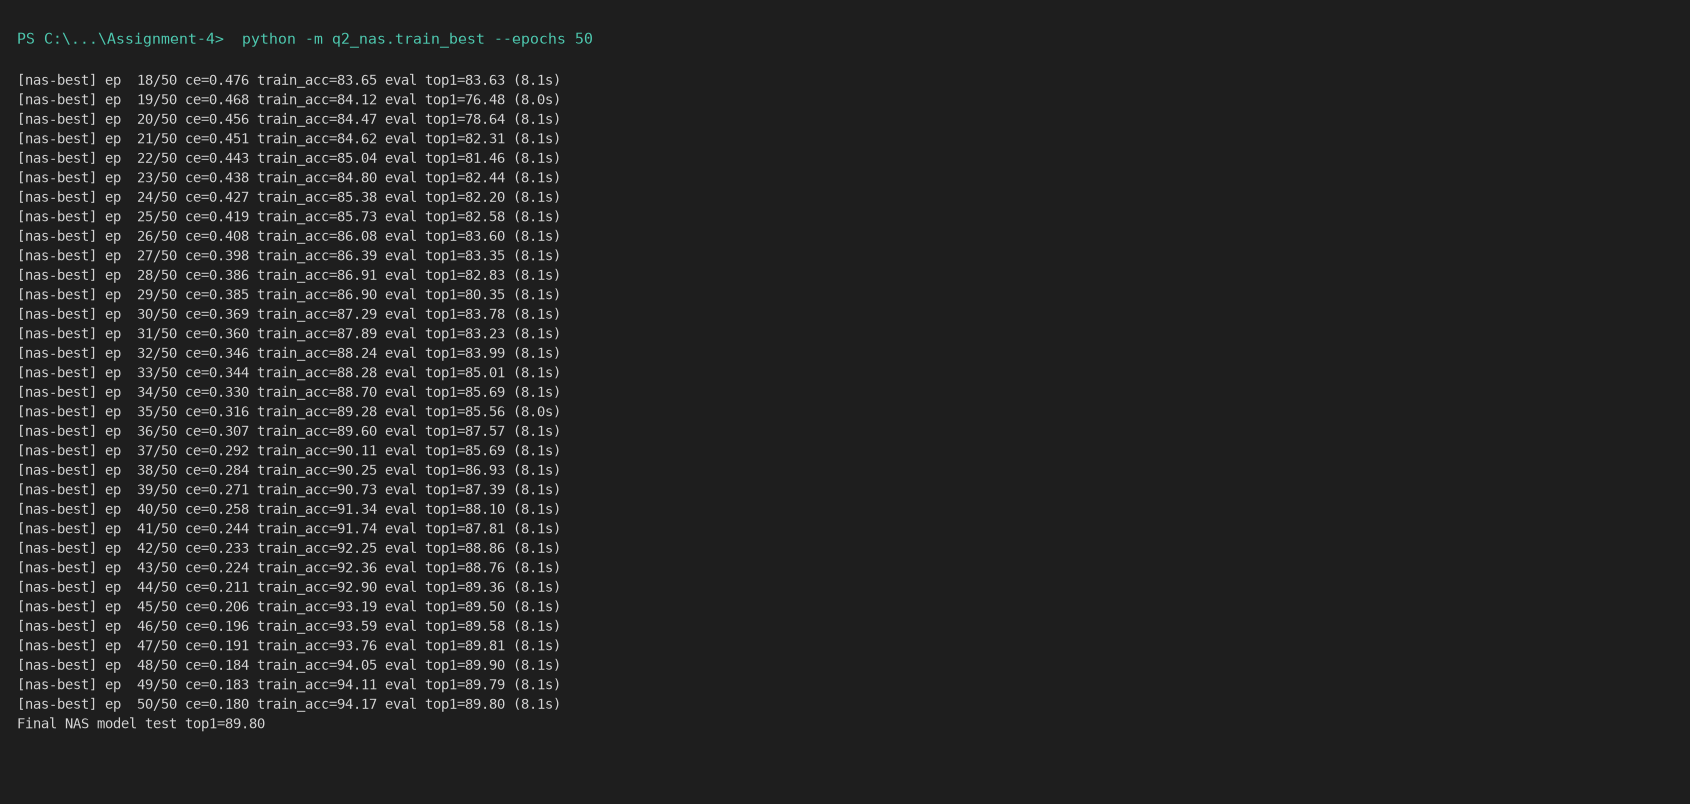 PS C:\...\Assignment-4>  python -m q2_nas.train_best --epochs 50
[nas-best] ep  18/50 ce=0.476 train_acc=83.65 eval top1=83.63 (8.1s)
[nas-best] ep  19/50 ce=0.468 train_acc=84.12 eval top1=76.48 (8.0s)
[nas-best] ep  20/50 ce=0.456 train_acc=84.47 eval top1=78.64 (8.1s)
[nas-best] ep  21/50 ce=0.451 train_acc=84.62 eval top1=82.31 (8.1s)
[nas-best] ep  22/50 ce=0.443 train_acc=85.04 eval top1=81.46 (8.1s)
[nas-best] ep  23/50 ce=0.438 train_acc=84.80 eval top1=82.44 (8.1s)
[nas-best] ep  24/50 ce=0.427 train_acc=85.38 eval top1=82.20 (8.1s)
[nas-best] ep  25/50 ce=0.419 train_acc=85.73 eval top1=82.58 (8.1s)
[nas-best] ep  26/50 ce=0.408 train_acc=86.08 eval top1=83.60 (8.1s)
[nas-best] ep  27/50 ce=0.398 train_acc=86.39 eval top1=83.35 (8.1s)
[nas-best] ep  28/50 ce=0.386 train_acc=86.91 eval top1=82.83 (8.1s)
[nas-best] ep  29/50 ce=0.385 train_acc=86.90 eval top1=80.35 (8.1s)
[nas-best] ep  30/50 ce=0.369 train_acc=87.29 eval top1=83.78 (8.1s)
[nas-best] ep  31/50 ce=0.360 train_acc=87.89 eval top1=83.23 (8.1s)
[nas-best] ep  32/50 ce=0.346 train_acc=88.24 eval top1=83.99 (8.1s)
[nas-best] ep  33/50 ce=0.344 train_acc=88.28 eval top1=85.01 (8.1s)
[nas-best] ep  34/50 ce=0.330 train_acc=88.70 eval top1=85.69 (8.1s)
[nas-best] ep  35/50 ce=0.316 train_acc=89.28 eval top1=85.56 (8.0s)
[nas-best] ep  36/50 ce=0.307 train_acc=89.60 eval top1=87.57 (8.1s)
[nas-best] ep  37/50 ce=0.292 train_acc=90.11 eval top1=85.69 (8.1s)
[nas-best] ep  38/50 ce=0.284 train_acc=90.25 eval top1=86.93 (8.1s)
[nas-best] ep  39/50 ce=0.271 train_acc=90.73 eval top1=87.39 (8.1s)
[nas-best] ep  40/50 ce=0.258 train_acc=91.34 eval top1=88.10 (8.1s)
[nas-best] ep  41/50 ce=0.244 train_acc=91.74 eval top1=87.81 (8.1s)
[nas-best] ep  42/50 ce=0.233 train_acc=92.25 eval top1=88.86 (8.1s)
[nas-best] ep  43/50 ce=0.224 train_acc=92.36 eval top1=88.76 (8.1s)
[nas-best] ep  44/50 ce=0.211 train_acc=92.90 eval top1=89.36 (8.1s)
[nas-best] ep  45/50 ce=0.206 train_acc=93.19 eval top1=89.50 (8.1s)
[nas-best] ep  46/50 ce=0.196 train_acc=93.59 eval top1=89.58 (8.1s)
[nas-best] ep  47/50 ce=0.191 train_acc=93.76 eval top1=89.81 (8.1s)
[nas-best] ep  48/50 ce=0.184 train_acc=94.05 eval top1=89.90 (8.1s)
[nas-best] ep  49/50 ce=0.183 train_acc=94.11 eval top1=89.79 (8.1s)
[nas-best] ep  50/50 ce=0.180 train_acc=94.17 eval top1=89.80 (8.1s)
Final NAS model test top1=89.80